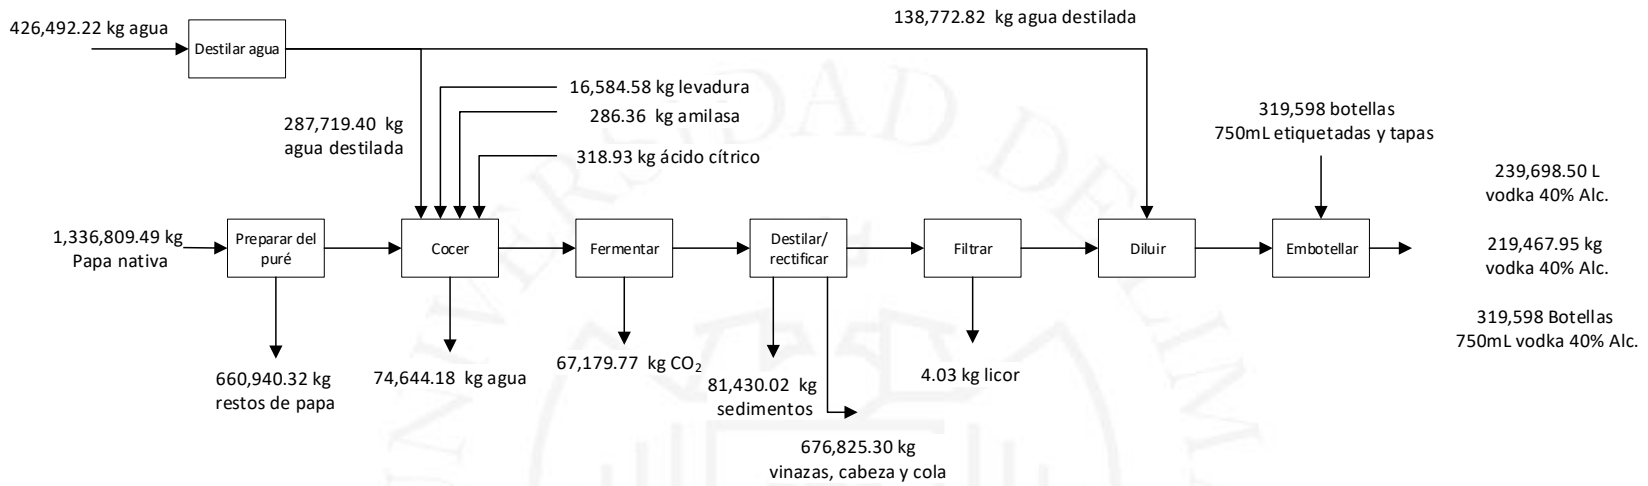 138,772.82 kg agua destilada
426,492.22 kg agua
Destilar agua
16,584.58 kg levadura
286.36 kg amilasa
318.93 kg ácido cítrico
287,719.40 kg
agua destilada
319,598 botellas
750mL etiquetadas y tapas
239,698.50 L
vodka 40% Alc.
1,336,809.49 kg
Papa nativa
Preparar del
puré
Cocer
Fermentar
Destilar/
rectificar
Filtrar
Diluir
Embotellar
219,467.95 kg
vodka 40% Alc.
319,598 Botellas
750mL vodka 40% Alc.
660,940.32 kg
restos de papa
74,644.18 kg agua
67,179.77 kg CO₂
81,430.02 kg
sedimentos
4.03 kg licor
676,825.30 kg
vinazas, cabeza y cola
UNIVERSIDAD DE LIMA